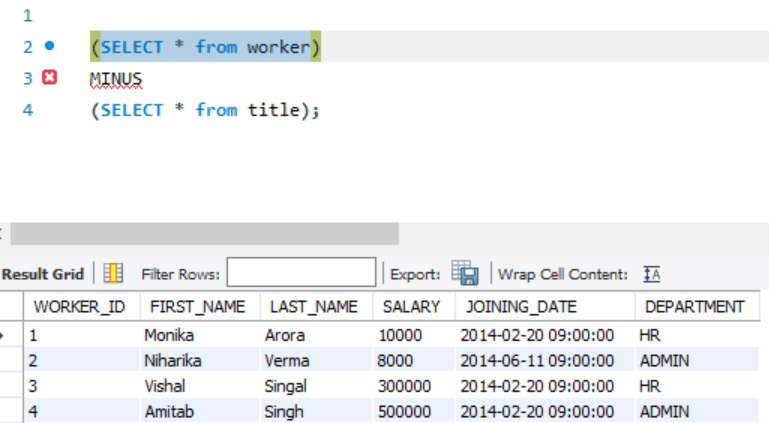 1
2 (SELECT * from worker)
3 MINUS
4 (SELECT * from title);
Result Grid Filter Rows: Export: Wrap Cell Content: IA
WORKER_ID FIRST_NAME LAST_NAME SALARY JOINING_DATE DEPARTMENT
1 Monika Arora 10000 2014-02-20 09:00:00 HR
2 Niharika Verma 8000 2014-06-11 09:00:00 ADMIN
3 Vishal Singal 300000 2014-02-20 09:00:00 HR
4 Amitab Singh 500000 2014-02-20 09:00:00 ADMIN